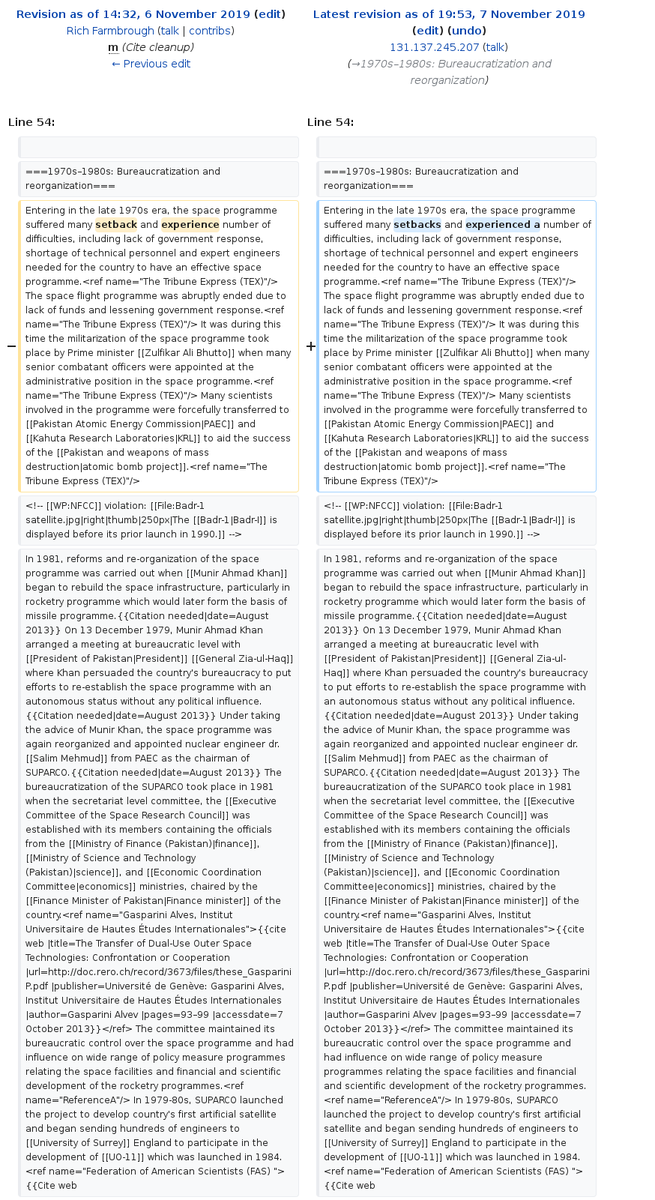 Revision as of 14:32, 6 November 2019 (edit)
Rich Farmbrough (talk | contribs)
m (Cite cleanup)
← Previous edit
Latest revision as of 19:53, 7 November 2019
(edit) (undo)
131.137.245.207 (talk)
(→1970s–1980s: Bureaucratization and
reorganization)
Line 54:
Line 54:
===1970s–1980s: Bureaucratization and
reorganization===
===1970s–1980s: Bureaucratization and
reorganization===
−
Entering in the late 1970s era, the space programme
suffered many setback and experience number of
difficulties, including lack of government response,
shortage of technical personnel and expert engineers
needed for the country to have an effective space
programme.<ref name="The Tribune Express (TEX)"/>
The space flight programme was abruptly ended due to
lack of funds and lessening government response.<ref
name="The Tribune Express (TEX)"/> It was during this
time the militarization of the space programme took
place by Prime minister [[Zulfikar Ali Bhutto]] when many
senior combatant officers were appointed at the
administrative position in the space programme.<ref
name="The Tribune Express (TEX)"/> Many scientists
involved in the programme were forcefully transferred to
[[Pakistan Atomic Energy Commission|PAEC]] and
[[Kahuta Research Laboratories|KRL]] to aid the success
of the [[Pakistan and weapons of mass
destruction|atomic bomb project]].<ref name="The
Tribune Express (TEX)"/>
+
Entering in the late 1970s era, the space programme
suffered many setbacks and experienced a number of
difficulties, including lack of government response,
shortage of technical personnel and expert engineers
needed for the country to have an effective space
programme.<ref name="The Tribune Express (TEX)"/>
The space flight programme was abruptly ended due to
lack of funds and lessening government response.<ref
name="The Tribune Express (TEX)"/> It was during this
time the militarization of the space programme took
place by Prime minister [[Zulfikar Ali Bhutto]] when many
senior combatant officers were appointed at the
administrative position in the space programme.<ref
name="The Tribune Express (TEX)"/> Many scientists
involved in the programme were forcefully transferred to
[[Pakistan Atomic Energy Commission|PAEC]] and
[[Kahuta Research Laboratories|KRL]] to aid the success
of the [[Pakistan and weapons of mass
destruction|atomic bomb project]].<ref name="The
Tribune Express (TEX)"/>
<!-- [[WP:NFCC]] violation: [[File:Badr-1
satellite.jpg|right|thumb|250px|The [[Badr-1|Badr-I]] is
displayed before its prior launch in 1990.]] -->
<!-- [[WP:NFCC]] violation: [[File:Badr-1
satellite.jpg|right|thumb|250px|The [[Badr-1|Badr-I]] is
displayed before its prior launch in 1990.]] -->
In 1981, reforms and re-organization of the space
programme was carried out when [[Munir Ahmad Khan]]
began to rebuild the space infrastructure, particularly in
rocketry programme which would later form the basis of
missile programme.{{Citation needed|date=August
2013}} On 13 December 1979, Munir Ahmad Khan
arranged a meeting at bureaucratic level with
[[President of Pakistan|President]] [[General Zia-ul-Haq]]
where Khan persuaded the country's bureaucracy to put
efforts to re-establish the space programme with an
autonomous status without any political influence.
{{Citation needed|date=August 2013}} Under taking
the advice of Munir Khan, the space programme was
again reorganized and appointed nuclear engineer dr.
[[Salim Mehmud]] from PAEC as the chairman of
SUPARCO.{{Citation needed|date=August 2013}} The
bureaucratization of the SUPARCO took place in 1981
when the secretariat level committee, the [[Executive
Committee of the Space Research Council]] was
established with its members containing the officials
from the [[Ministry of Finance (Pakistan)|finance]],
[[Ministry of Science and Technology
(Pakistan)|science]], and [[Economic Coordination
Committee|economics]] ministries, chaired by the
[[Finance Minister of Pakistan|Finance minister]] of the
country.<ref name="Gasparini Alves, Institut
Universitaire de Hautes Études Internationales">{{cite
web |title=The Transfer of Dual-Use Outer Space
Technologies: Confrontation or Cooperation
|url=http://doc.rero.ch/record/3673/files/these_Gasparini
P.pdf |publisher=Université de Genève: Gasparini Alves,
Institut Universitaire de Hautes Études Internationales
|author=Gasparini Alvev |pages=93–99 |accessdate=7
October 2013}}</ref> The committee maintained its
bureaucratic control over the space programme and had
influence on wide range of policy measure programmes
relating the space facilities and financial and scientific
development of the rocketry programmes.<ref
name="ReferenceA"/> In 1979-80s, SUPARCO launched
the project to develop country's first artificial satellite
and began sending hundreds of engineers to
[[University of Surrey]] England to participate in the
development of [[UO-11]] which was launched in 1984.
<ref name="Federation of American Scientists (FAS) ">
{{Cite web
In 1981, reforms and re-organization of the space
programme was carried out when [[Munir Ahmad Khan]]
began to rebuild the space infrastructure, particularly in
rocketry programme which would later form the basis of
missile programme.{{Citation needed|date=August
2013}} On 13 December 1979, Munir Ahmad Khan
arranged a meeting at bureaucratic level with
[[President of Pakistan|President]] [[General Zia-ul-
Haq]] where Khan persuaded the country's bureaucracy
to put efforts to re-establish the space programme with
an autonomous status without any political influence.
{{Citation needed|date=August 2013}} Under taking
the advice of Munir Khan, the space programme was
again reorganized and appointed nuclear engineer dr.
[[Salim Mehmud]] from PAEC as the chairman of
SUPARCO.{{Citation needed|date=August 2013}} The
bureaucratization of the SUPARCO took place in 1981
when the secretariat level committee, the [[Executive
Committee of the Space Research Council]] was
established with its members containing the officials
from the [[Ministry of Finance (Pakistan)|finance]],
[[Ministry of Science and Technology
(Pakistan)|science]], and [[Economic Coordination
Committee|economics]] ministries, chaired by the
[[Finance Minister of Pakistan|Finance minister]] of the
country.<ref name="Gasparini Alves, Institut
Universitaire de Hautes Études Internationales">{{cite
web |title=The Transfer of Dual-Use Outer Space
Technologies: Confrontation or Cooperation
|url=http://doc.rero.ch/record/3673/files/these_Gasparini
P.pdf |publisher=Université de Genève: Gasparini Alves,
Institut Universitaire de Hautes Études Internationales
|author=Gasparini Alvev |pages=93–99 |accessdate=7
October 2013}}</ref> The committee maintained its
bureaucratic control over the space programme and
had influence on wide range of policy measure
programmes relating the space facilities and financial
and scientific development of the rocketry programmes.
<ref name="ReferenceA"/> In 1979-80s, SUPARCO
launched the project to develop country's first artificial
satellite and began sending hundreds of engineers to
[[University of Surrey]] England to participate in the
development of [[UO-11]] which was launched in 1984.
<ref name="Federation of American Scientists (FAS) ">
{{Cite web